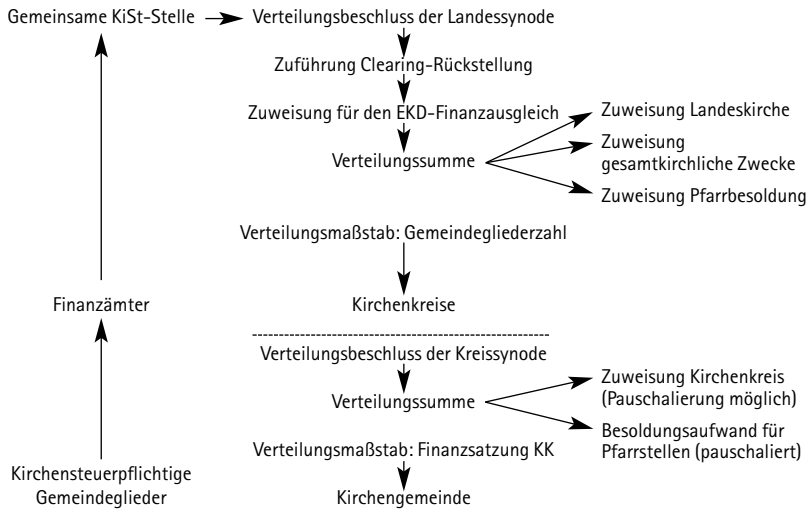 Gemeinsame KiSt-Stelle
Verteilungsbeschluss der Landessynode
Zuführung Clearing-Rückstellung
Zuweisung für den EKD-Finanzausgleich
Verteilungssumme
Zuweisung Landeskirche
Zuweisung
gesamtkirchliche Zwecke
Zuweisung Pfarrbesoldung
Verteilungsmaßstab: Gemeindegliederzahl
Finanzämter
Kirchenkreise
Verteilungsbeschluss der Kreissynode
Verteilungssumme
Zuweisung Kirchenkreis
(Pauschalierung möglich)
Besoldungsaufwand für
Pfarrstellen (pauschaliert)
Verteilungsmaßstab: Finanzsatzung KK
Kirchensteuerpflichtige
Gemeindeglieder
Kirchengemeinde